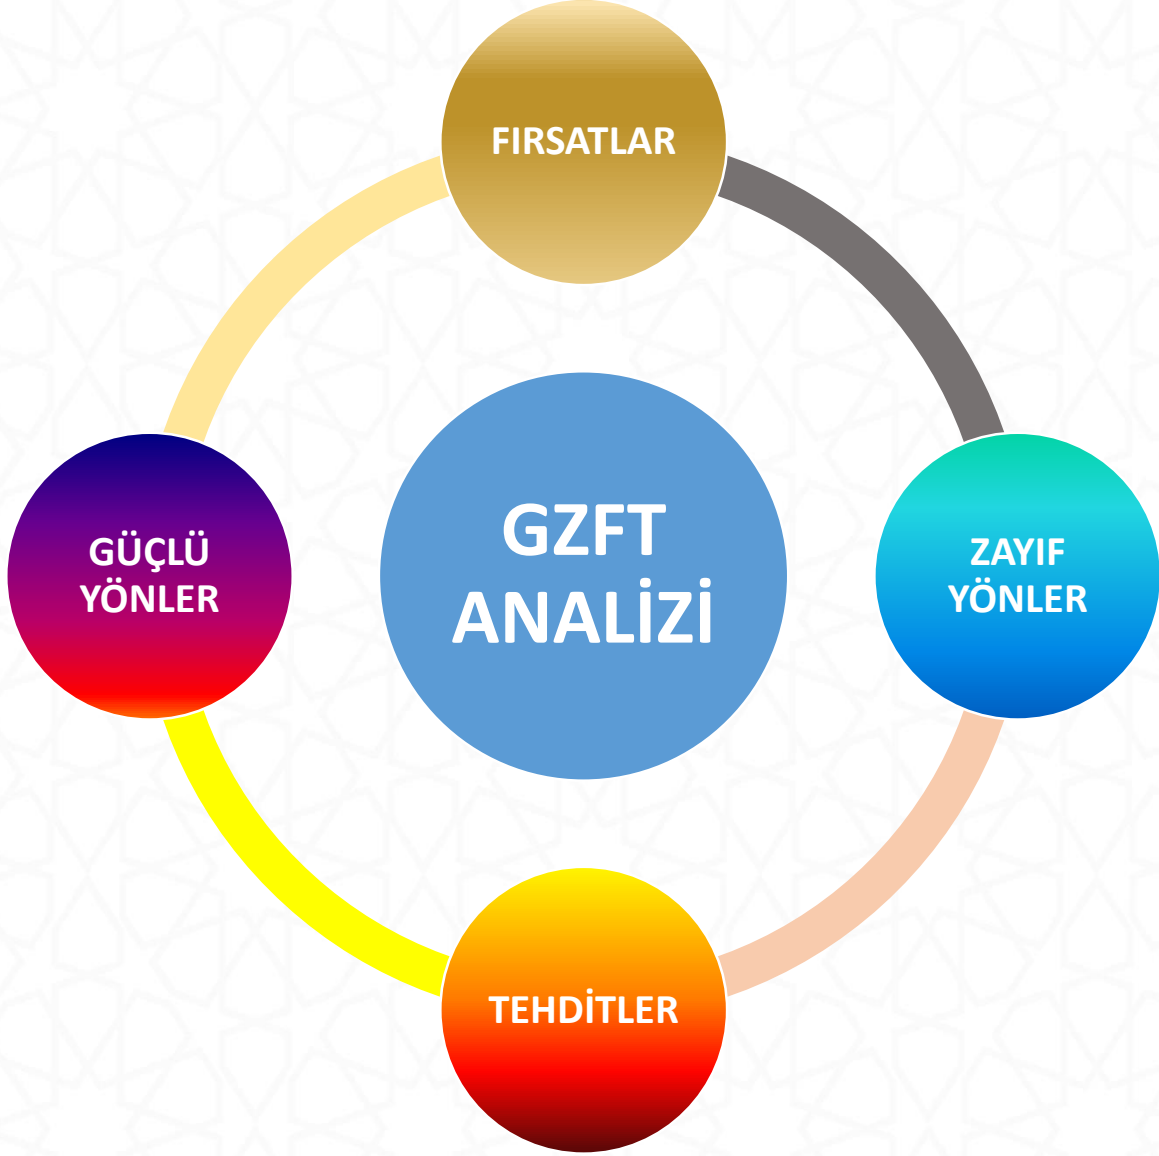 FIRSATLAR
GÜÇLÜ
YÖNLER
GZFT
ANALİZİ
ZAYIF
YÖNLER
TEHDİTLER